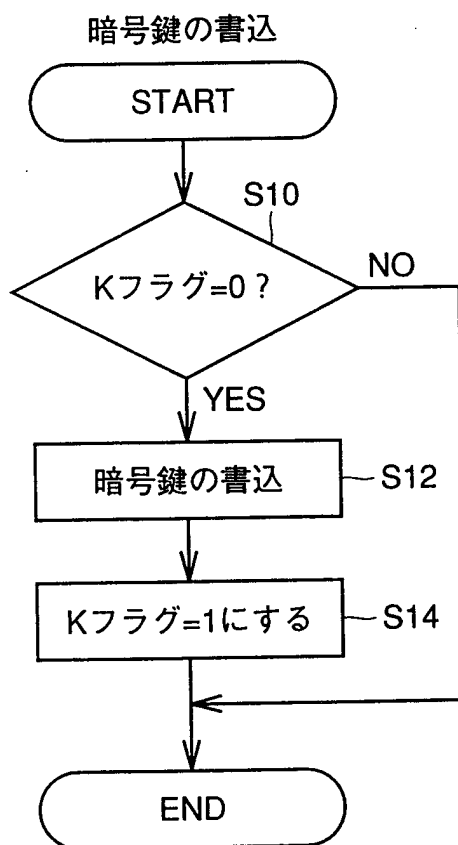 暗号鍵の書込
START
S10
Kフラグ=0?
NO
YES
暗号鍵の書込
S12
Kフラグ=1にする
S14
END